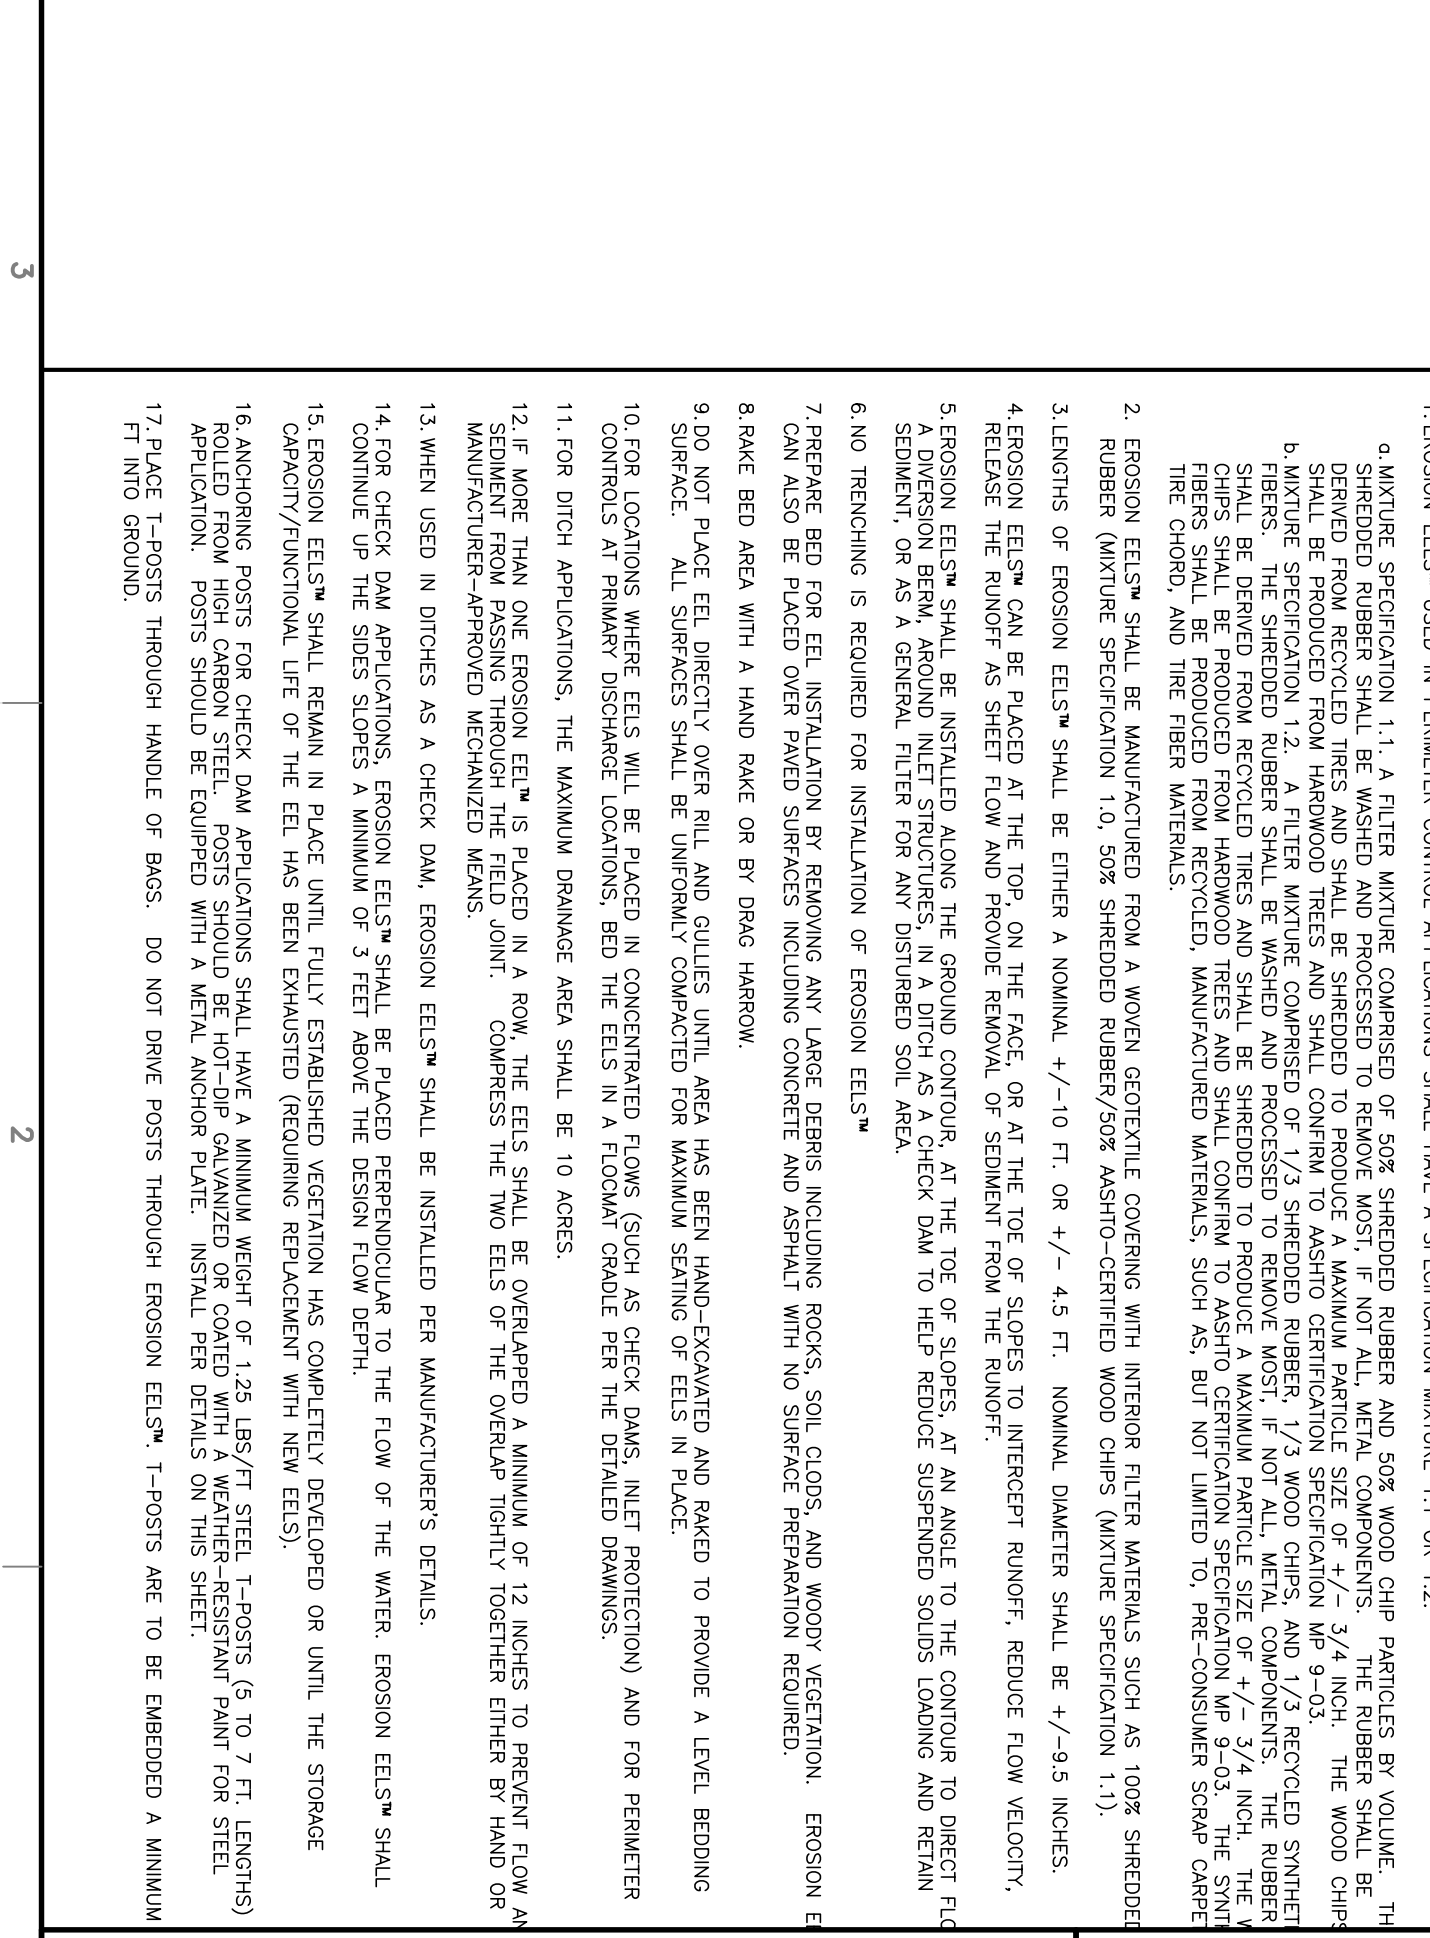 1. EROSION EELS™ USED IN PERIMETER CONTROL APPLICATIONS SHALL HAVE A SPECIFICATION MIXTURE 1.1 OR 1.2.
a. MIXTURE SPECIFICATION 1.1. A FILTER MIXTURE COMPRISED OF 50% SHREDDED RUBBER AND 50% WOOD CHIP PARTICLES BY VOLUME. TH
SHREDDED RUBBER SHALL BE WASHED AND PROCESSED TO REMOVE MOST, IF NOT ALL, METAL COMPONENTS. THE RUBBER SHALL BE
DERIVED FROM RECYCLED TIRES AND SHALL BE SHREDDED TO PRODUCE A MAXIMUM PARTICLE SIZE OF +/- 3/4 INCH. THE WOOD CHIPS
SHALL BE PRODUCED FROM HARDWOOD TREES AND SHALL CONFIRM TO AASHTO CERTIFICATION SPECIFICATION MP 9-03.
b. MIXTURE SPECIFICATION 1.2. A FILTER MIXTURE COMPRISED OF 1/3 SHREDDED RUBBER, 1/3 WOOD CHIPS, AND 1/3 RECYCLED SYNTHETI
FIBERS. THE SHREDDED RUBBER SHALL BE WASHED AND PROCESSED TO REMOVE MOST, IF NOT ALL, METAL COMPONENTS. THE RUBBER
SHALL BE DERIVED FROM RECYCLED TIRES AND SHALL BE SHREDDED TO PRODUCE A MAXIMUM PARTICLE SIZE OF +/- 3/4 INCH. THE W
CHIPS SHALL BE PRODUCED FROM HARDWOOD TREES AND SHALL CONFIRM TO AASHTO CERTIFICATION SPECIFICATION MP 9-03. THE SYNTH
FIBERS SHALL BE PRODUCED FROM RECYCLED, MANUFACTURED MATERIALS, SUCH AS, BUT NOT LIMITED TO, PRE-CONSUMER SCRAP CARPET
TIRE CHORD, AND TIRE FIBER MATERIALS.
2. EROSION EELS™ SHALL BE MANUFACTURED FROM A WOVEN GEOTEXTILE COVERING WITH INTERIOR FILTER MATERIALS SUCH AS 100% SHREDDED
RUBBER (MIXTURE SPECIFICATION 1.0, 50% SHREDDED RUBBER/50% AASHTO-CERTIFIED WOOD CHIPS (MIXTURE SPECIFICATION 1.1).
3. LENGTHS OF EROSION EELS™ SHALL BE EITHER A NOMINAL +/-10 FT. OR +/- 4.5 FT. NOMINAL DIAMETER SHALL BE +/-9.5 INCHES.
4. EROSION EELS™ CAN BE PLACED AT THE TOP, ON THE FACE, OR AT THE TOE OF SLOPES TO INTERCEPT RUNOFF, REDUCE FLOW VELOCITY,
RELEASE THE RUNOFF AS SHEET FLOW AND PROVIDE REMOVAL OF SEDIMENT FROM THE RUNOFF.
5. EROSION EELS™ SHALL BE INSTALLED ALONG THE GROUND CONTOUR, AT THE TOE OF SLOPES, AT AN ANGLE TO THE CONTOUR TO DIRECT FLO
A DIVERSION BERM, AROUND INLET STRUCTURES, IN A DITCH AS A CHECK DAM TO HELP REDUCE SUSPENDED SOLIDS LOADING AND RETAIN
SEDIMENT, OR AS A GENERAL FILTER FOR ANY DISTURBED SOIL AREA.
6. NO TRENCHING IS REQUIRED FOR INSTALLATION OF EROSION EELS™
7. PREPARE BED FOR EEL INSTALLATION BY REMOVING ANY LARGE DEBRIS INCLUDING ROCKS, SOIL CLODS, AND WOODY VEGETATION. EROSION EE
CAN ALSO BE PLACED OVER PAVED SURFACES INCLUDING CONCRETE AND ASPHALT WITH NO SURFACE PREPARATION REQUIRED.
8. RAKE BED AREA WITH A HAND RAKE OR BY DRAG HARROW.
9. DO NOT PLACE EEL DIRECTLY OVER RILL AND GULLIES UNTIL AREA HAS BEEN HAND-EXCAVATED AND RAKED TO PROVIDE A LEVEL BEDDING
SURFACE. ALL SURFACES SHALL BE UNIFORMLY COMPACTED FOR MAXIMUM SEATING OF EELS IN PLACE.
10. FOR LOCATIONS WHERE EELS WILL BE PLACED IN CONCENTRATED FLOWS (SUCH AS CHECK DAMS, INLET PROTECTION) AND FOR PERIMETER
CONTROLS AT PRIMARY DISCHARGE LOCATIONS, BED THE EELS IN A FLOCMAT CRADLE PER THE DETAILED DRAWINGS.
11. FOR DITCH APPLICATIONS, THE MAXIMUM DRAINAGE AREA SHALL BE 10 ACRES.
12. IF MORE THAN ONE EROSION EEL™ IS PLACED IN A ROW, THE EELS SHALL BE OVERLAPPED A MINIMUM OF 12 INCHES TO PREVENT FLOW AN
SEDIMENT FROM PASSING THROUGH THE FIELD JOINT. COMPRESS THE TWO EELS OF THE OVERLAP TIGHTLY TOGETHER EITHER BY HAND OR
MANUFACTURER-APPROVED MECHANIZED MEANS.
13. WHEN USED IN DITCHES AS A CHECK DAM, EROSION EELS™ SHALL BE INSTALLED PER MANUFACTURER'S DETAILS.
14. FOR CHECK DAM APPLICATIONS, EROSION EELS™ SHALL BE PLACED PERPENDICULAR TO THE FLOW OF THE WATER. EROSION EELS™ SHALL
CONTINUE UP THE SIDES SLOPES A MINIMUM OF 3 FEET ABOVE THE DESIGN FLOW DEPTH.
15. EROSION EELS™ SHALL REMAIN IN PLACE UNTIL FULLY ESTABLISHED VEGETATION HAS COMPLETELY DEVELOPED OR UNTIL THE STORAGE
CAPACITY/FUNCTIONAL LIFE OF THE EEL HAS BEEN EXHAUSTED (REQUIRING REPLACEMENT WITH NEW EELS).
16. ANCHORING POSTS FOR CHECK DAM APPLICATIONS SHALL HAVE A MINIMUM WEIGHT OF 1.25 LBS/FT STEEL T-POSTS (5 TO 7 FT. LENGTHS)
ROLLED FROM HIGH CARBON STEEL. POSTS SHOULD BE HOT-DIP GALVANIZED OR COATED WITH A WEATHER-RESISTANT PAINT FOR STEEL
APPLICATION. POSTS SHOULD BE EQUIPPED WITH A METAL ANCHOR PLATE. INSTALL PER DETAILS ON THIS SHEET.
17. PLACE T-POSTS THROUGH HANDLE OF BAGS. DO NOT DRIVE POSTS THROUGH EROSION EELS™. T-POSTS ARE TO BE EMBEDDED A MINIMUM
FT INTO GROUND.
3
2